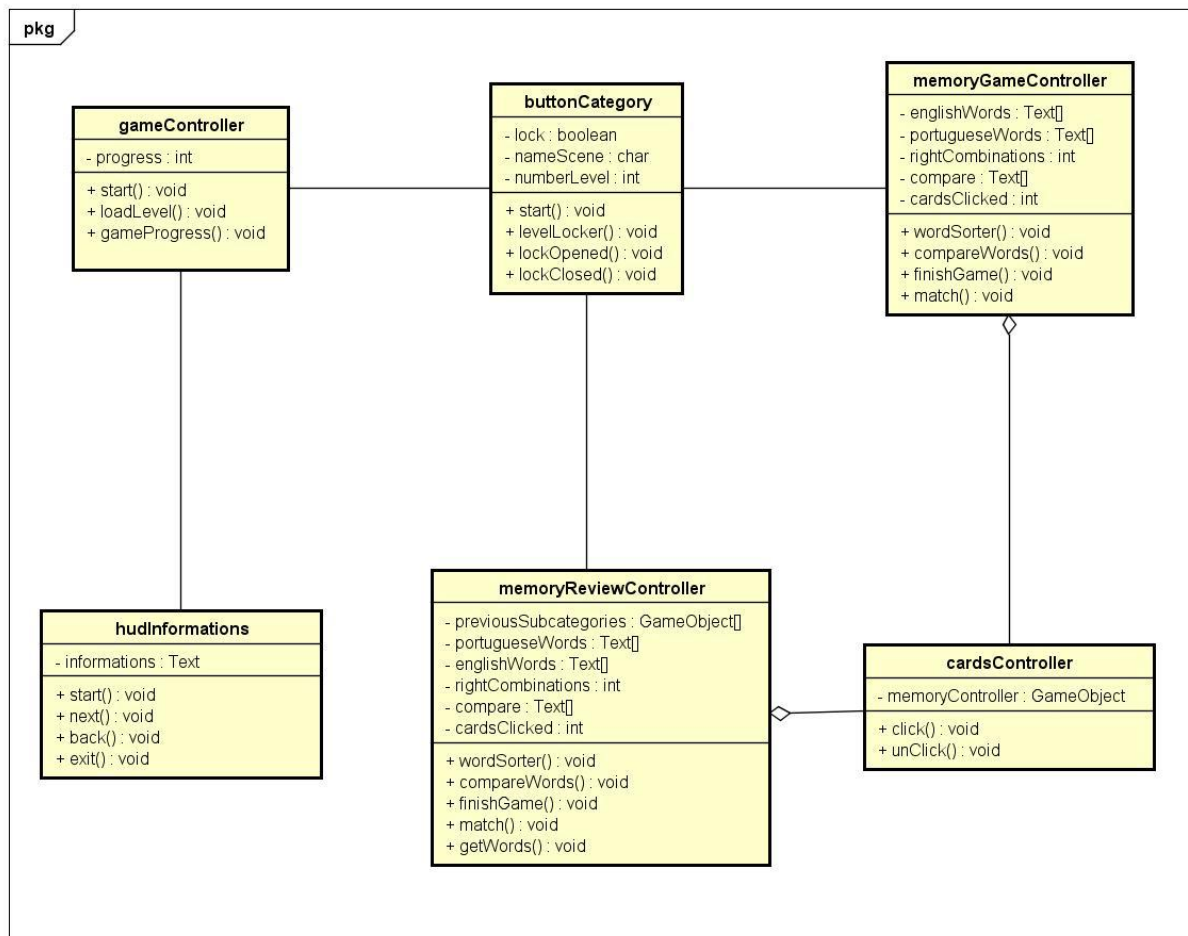 pkg
gameController
- progress : int
+ start() : void
+ loadLevel() : void
+ gameProgress() : void
buttonCategory
- lock : boolean
- nameScene : char
- numberLevel : int
+ start() : void
+ levelLocker() : void
+ lockOpened() : void
+ lockClosed() : void
memoryGameController
- englishWords : Text[]
- portugueseWords : Text[]
- rightCombinations : int
- compare : Text[]
- cardsClicked : int
+ wordSorter() : void
+ compareWords() : void
+ finishGame() : void
+ match() : void
hudInformations
- informations : Text
+ start() : void
+ next() : void
+ back() : void
+ exit() : void
memoryReviewController
- previousSubcategories : GameObject[]
- portugueseWords : Text[]
- englishWords : Text[]
- rightCombinations : int
- compare : Text[]
- cardsClicked : int
+ wordSorter() : void
+ compareWords() : void
+ finishGame() : void
+ match() : void
+ getWords() : void
cardsController
- memoryController : GameObject
+ click() : void
+ unClick() : void